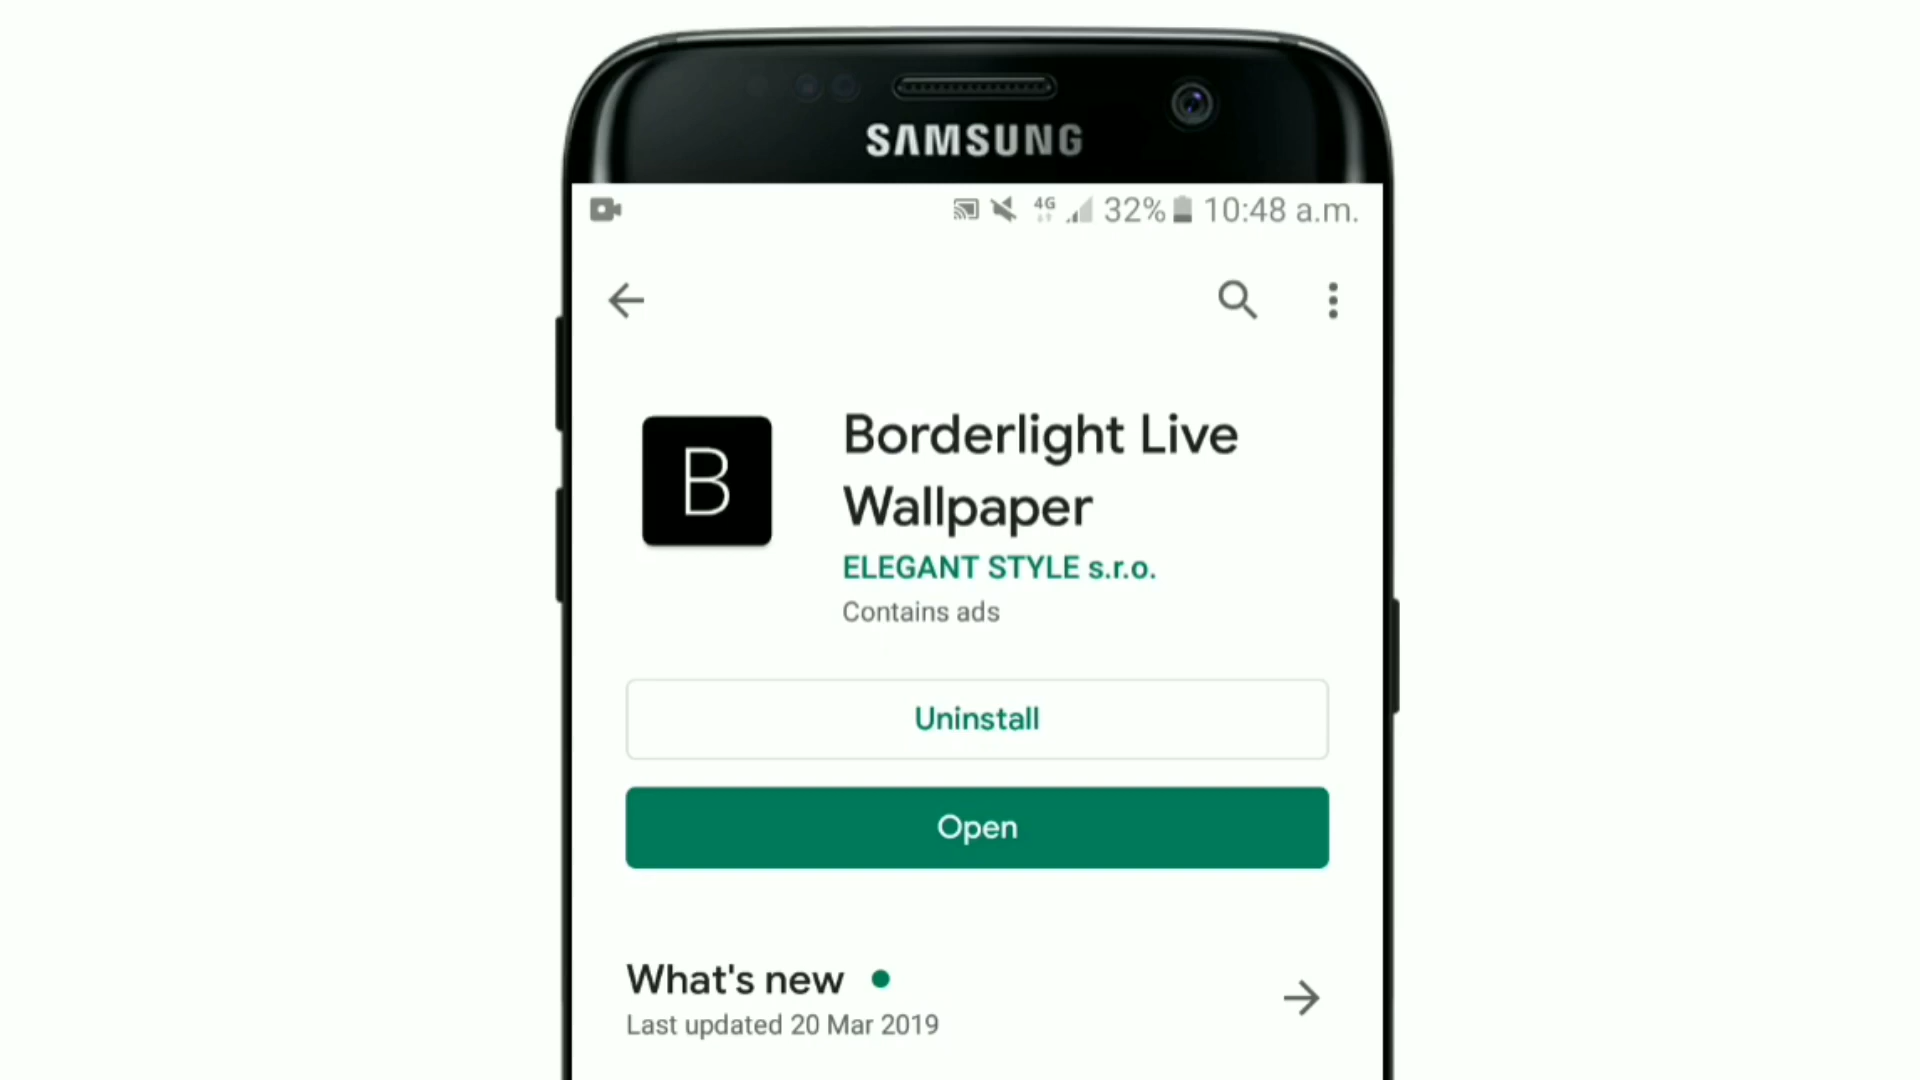 SAMSUNG
4G 32% 10:48 a.m.
B
Borderlight Live
Wallpaper
ELEGANT STYLE s.r.o.
Contains ads
Uninstall
Open
What's new
Last updated 20 Mar 2019